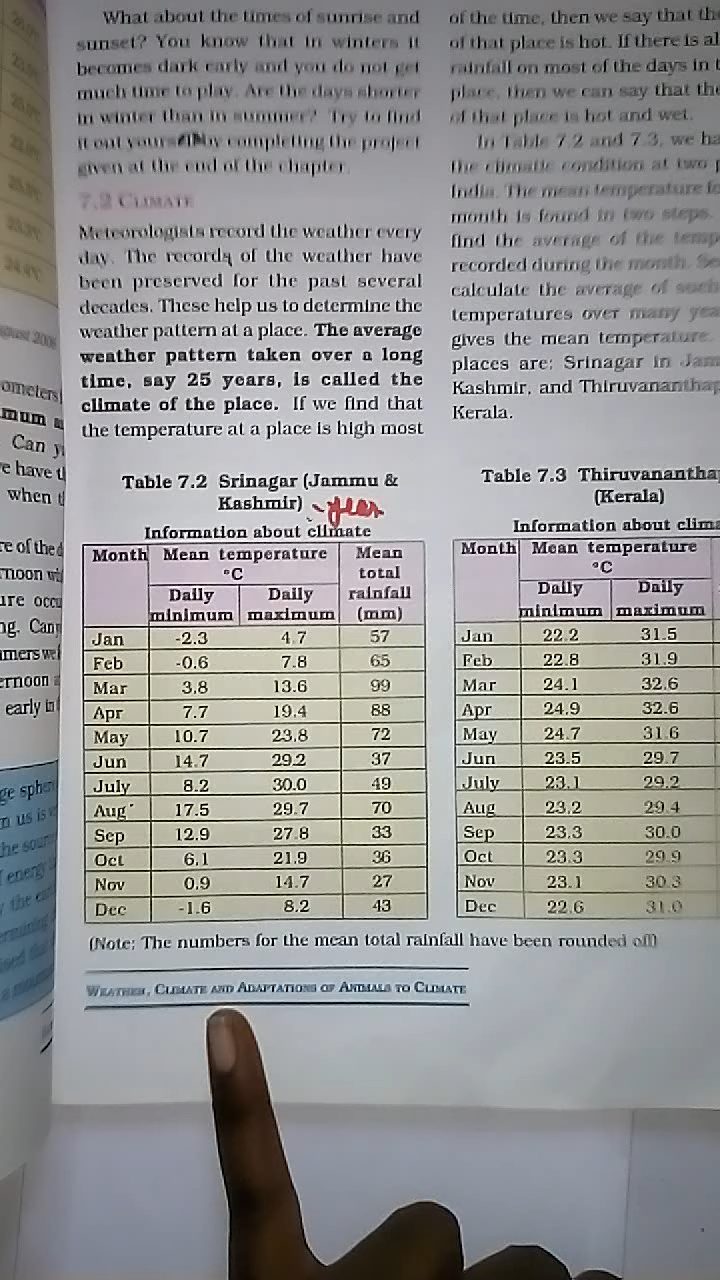 What about the times of sunrise and
sunset? You know that in winters it
becomes dark early and you do not get
much time to play. Are the days shorter
in winter than in summer? Try to find
it out by completing the project
given at the end of the chapter.
7.2 CLIMATE
Meteorologists record the weather every
day. The records of the weather have
been preserved for the past several
decades. These help us to determine the
weather pattern at a place. The average
weather pattern taken over a long
time, say 25 years, is called the
climate of the place. If we find that
the temperature at a place is high most
of the time, then we say that
of that place is hot. If there is
rainfall on most of the days in
place, then we can say that
of that place is hot and wet.
In Table 7.2 and 7.3, we
the climatic condition at two
India. The mean temperature
month is found in two steps.
find the average of the
recorded during the month.
calculate the average of such
temperatures over many
gives the mean temperature.
places are: Srinagar in
Kashmir, and
Kerala.
Table 7.2 Srinagar (Jammu &
Kashmir) year
Information about climate
Month Mean temperature °C Mean total rainfall (mm)
Daily minimum Daily maximum
Jan -2.3 4.7 57
Feb -0.6 7.8 65
Mar 3.8 13.6 99
Apr 7.7 19.4 88
May 10.7 23.8 72
Jun 14.7 29.2 37
July 8.2 30.0 49
Aug 17.5 29.7 70
Sep 12.9 27.8 33
Oct 6.1 21.9 36
Nov 0.9 14.7 27
Dec -1.6 8.2 43
Table 7.3
(Kerala)
Information about
Month Mean temperature °C
Daily minimum Daily maximum
Jan 22.2 31.5
Feb 22.8 31.9
Mar 24.1 32.6
Apr 24.9 32.6
May 24.7 31.6
Jun 23.5 29.7
July 23.1 29.2
Aug 23.2 29.4
Sep 23.3 30.0
Oct 23.3 29.9
Nov 23.1 30.3
Dec 22.6 31.0
(Note: The numbers for the mean total rainfall have been rounded off)
WEATHER, CLIMATE AND ADAPTATIONS OF ANIMALS TO CLIMATE